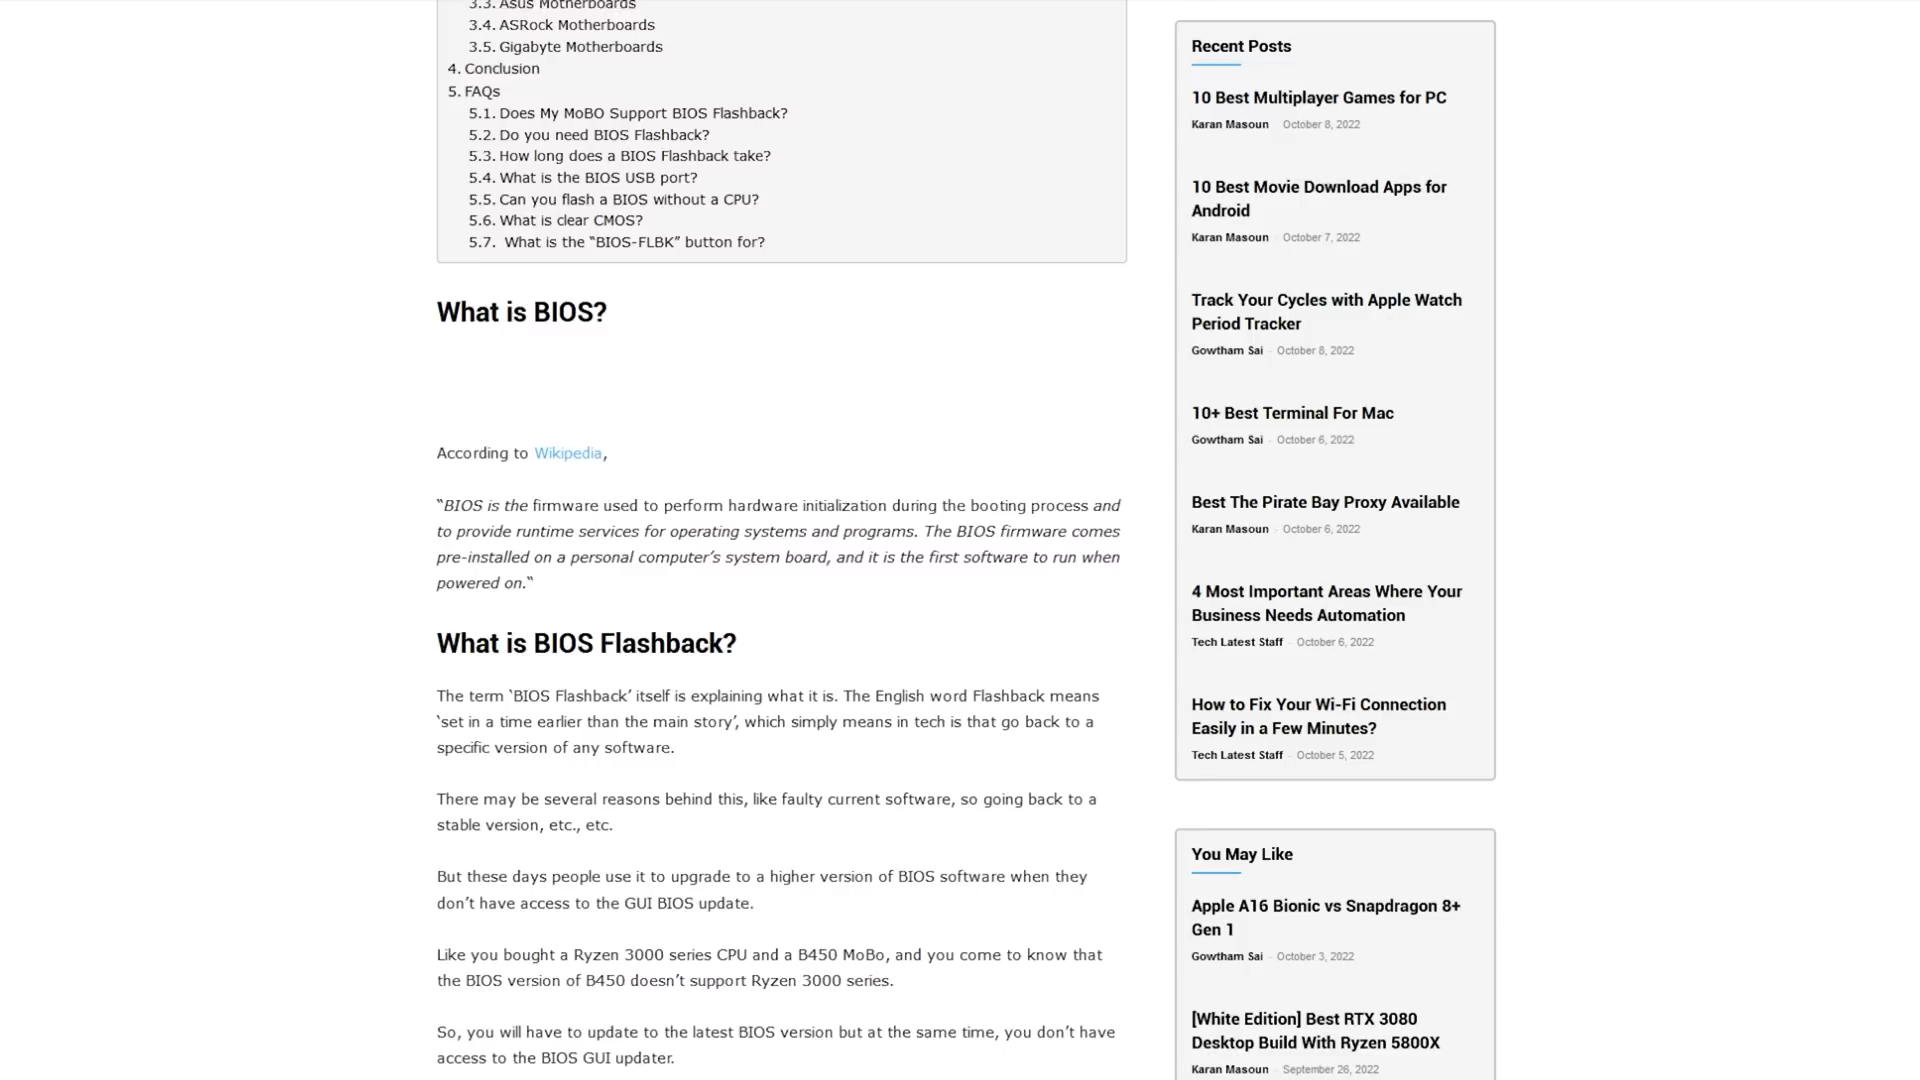 3.3. Asus Motherboards
3.4. ASRock Motherboards
3.5. Gigabyte Motherboards
4. Conclusion
5. FAQs
5.1. Does My MoBO Support BIOS Flashback?
5.2. Do you need BIOS Flashback?
5.3. How long does a BIOS Flashback take?
5.4. What is the BIOS USB port?
5.5. Can you flash a BIOS without a CPU?
5.6. What is clear CMOS?
5.7. What is the “BIOS-FLBK” button for?
What is BIOS?
According to Wikipedia,
“BIOS is the firmware used to perform hardware initialization during the booting process and
to provide runtime services for operating systems and programs. The BIOS firmware comes
pre-installed on a personal computer’s system board, and it is the first software to run when
powered on.“
What is BIOS Flashback?
The term ‘BIOS Flashback’ itself is explaining what it is. The English word Flashback means
‘set in a time earlier than the main story’, which simply means in tech is that go back to a
specific version of any software.
There may be several reasons behind this, like faulty current software, so going back to a
stable version, etc., etc.
But these days people use it to upgrade to a higher version of BIOS software when they
don’t have access to the GUI BIOS update.
Like you bought a Ryzen 3000 series CPU and a B450 MoBo, and you come to know that
the BIOS version of B450 doesn’t support Ryzen 3000 series.
So, you will have to update to the latest BIOS version but at the same time, you don’t have
access to the BIOS GUI updater.
Recent Posts
10 Best Multiplayer Games for PC
Karan Masoun - October 8, 2022
10 Best Movie Download Apps for
Android
Karan Masoun - October 7, 2022
Track Your Cycles with Apple Watch
Period Tracker
Gowtham Sai - October 8, 2022
10+ Best Terminal For Mac
Gowtham Sai - October 6, 2022
Best The Pirate Bay Proxy Available
Karan Masoun - October 6, 2022
4 Most Important Areas Where Your
Business Needs Automation
Tech Latest Staff - October 6, 2022
How to Fix Your Wi-Fi Connection
Easily in a Few Minutes?
Tech Latest Staff - October 5, 2022
You May Like
Apple A16 Bionic vs Snapdragon 8+
Gen 1
Gowtham Sai - October 3, 2022
[White Edition] Best RTX 3080
Desktop Build With Ryzen 5800X
Karan Masoun - September 26, 2022